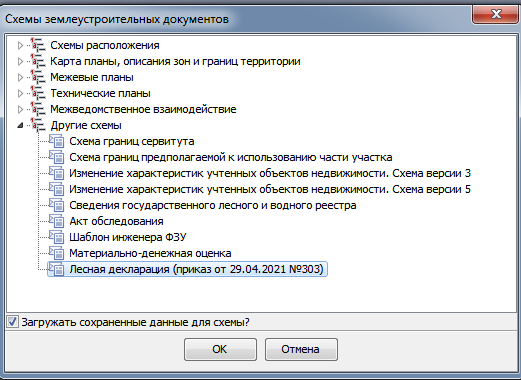 Схемы землеустроительных документов
Схемы расположения
Карта планы, описания зон и границ территории
Межевые планы
Технические планы
Межведомственное взаимодействие
Другие схемы
Схема границ сервитута
Схема границ предполагаемой к использованию части участка
Изменение характеристик учтенных объектов недвижимости. Схема версии 3
Изменение характеристик учтенных объектов недвижимости. Схема версии 5
Сведения государственного лесного и водного реестра
Акт обследования
Шаблон инженера ФЗУ
Материально-денежная оценка
Лесная декларация (приказ от 29.04.2021 №303)
Загружать сохраненные данные для схемы?
OK Отмена